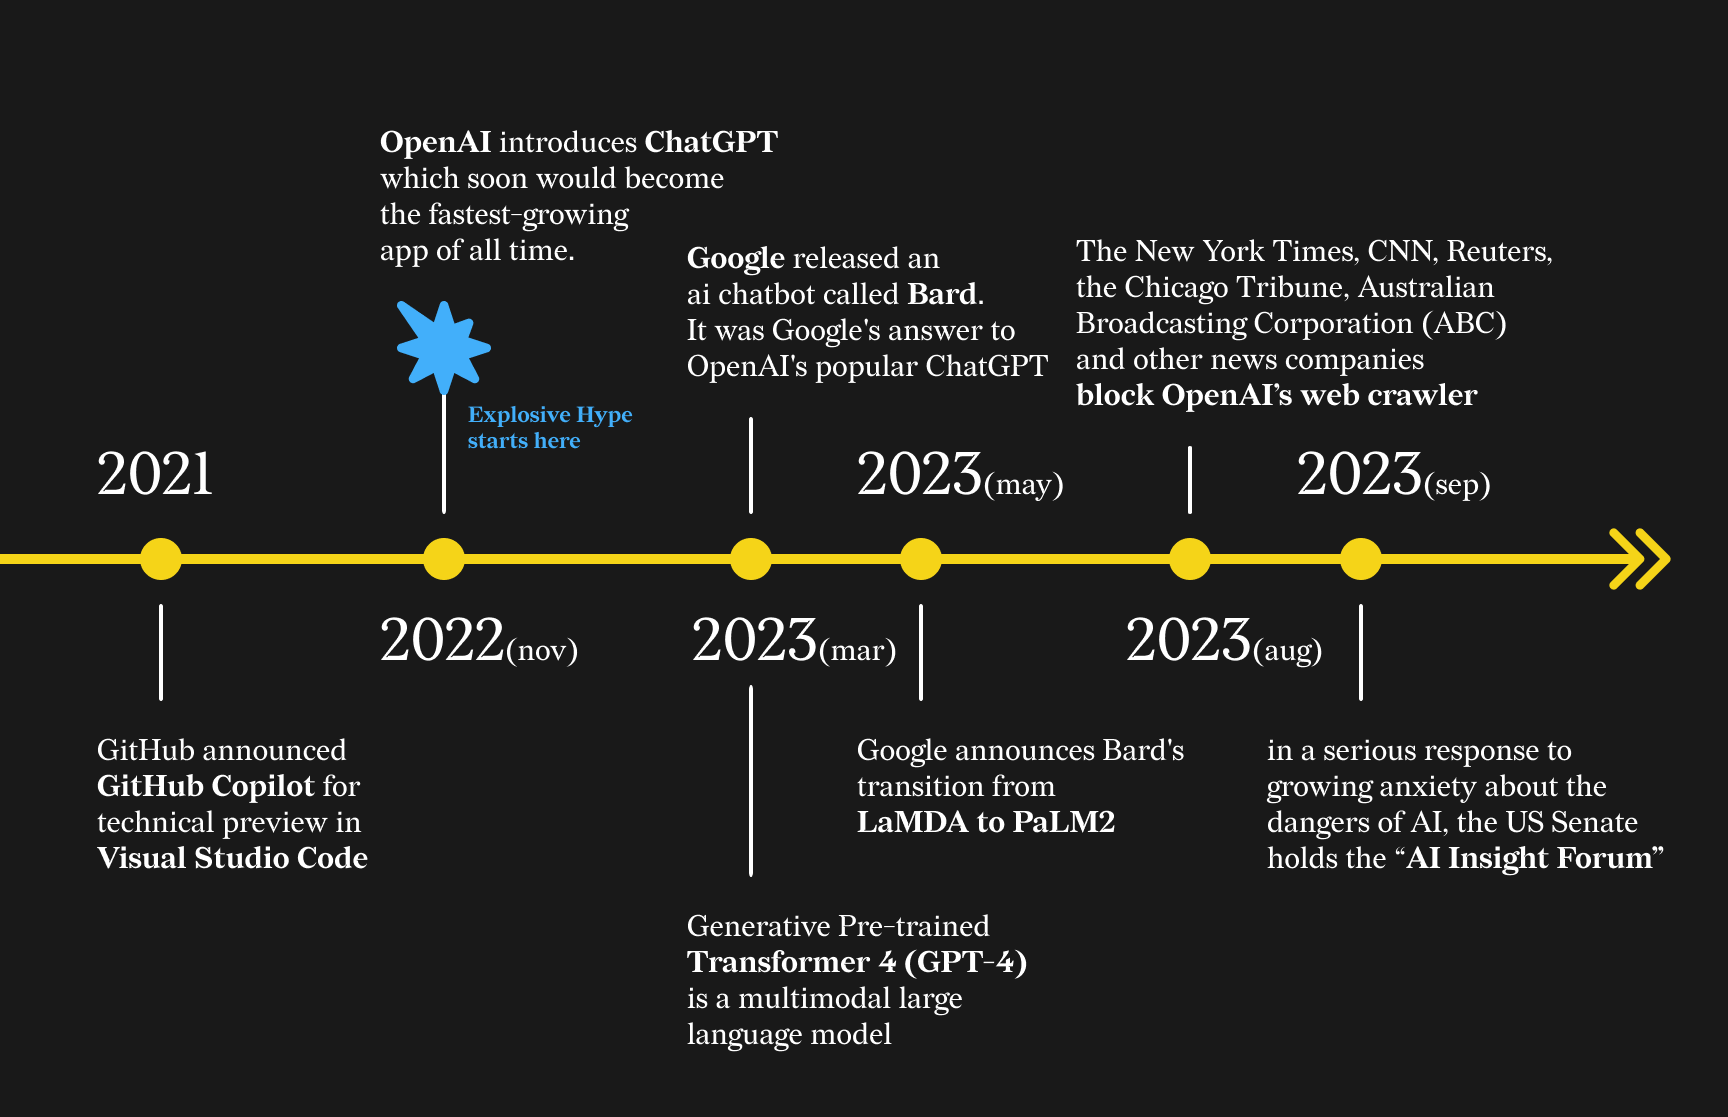 OpenAI introduces ChatGPT
which soon would become
the fastest-growing
app of all time.
Explosive Hype
starts here
Google released an
ai chatbot called Bard.
It was Google's answer to
OpenAI's popular ChatGPT
The New York Times, CNN, Reuters,
the Chicago Tribune, Australian
Broadcasting Corporation (ABC)
and other news companies
block OpenAI’s web crawler
2021
2023(may)
2023(sep)
2022(nov)
2023(mar)
2023(aug)
GitHub announced
GitHub Copilot for
technical preview in
Visual Studio Code
Google announces Bard's
transition from
LaMDA to PaLM2
in a serious response to
growing anxiety about the
dangers of AI, the US Senate
holds the “AI Insight Forum”
Generative Pre-trained
Transformer 4 (GPT-4)
is a multimodal large
language model